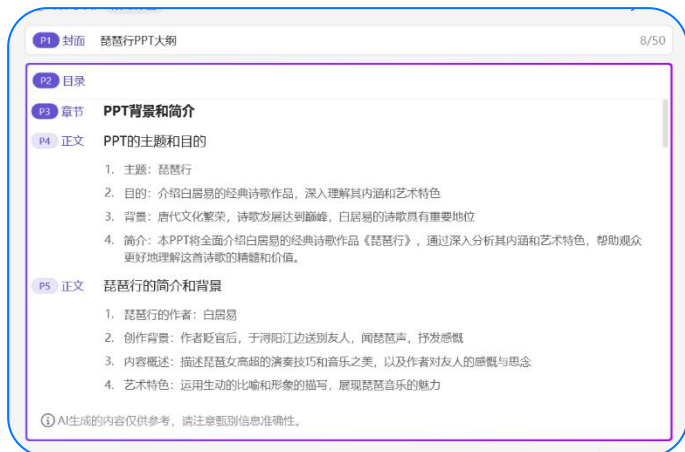 P1 封面 琵琶行PPT大纲 8/50
P2 目录
P3 章节 PPT背景和简介
P4 正文 PPT的主题和目的
1. 主题：琵琶行
2. 目的：介绍白居易的经典诗歌作品，深入理解其内涵和艺术特色
3. 背景：唐代文化繁荣，诗歌发展达到巅峰，白居易的诗歌具有重要地位
4. 简介：本PPT将全面介绍白居易的经典诗歌作品《琵琶行》，通过深入分析其内涵和艺术特色，帮助观众
更好地理解这首诗歌的精髓和价值。
P5 正文 琵琶行的简介和背景
1. 琵琶行的作者：白居易
2. 创作背景：作者贬官后，于浔阳江边送别友人，闻琵琶声，抒发感慨
3. 内容概述：描述琵琶女高超的演奏技巧和音乐之美，以及作者对友人的感慨与思念
4. 艺术特色：运用生动的比喻和形象的描写，展现琵琶音乐的魅力
AI生成的内容仅供参考，请注意甄别信息准确性。